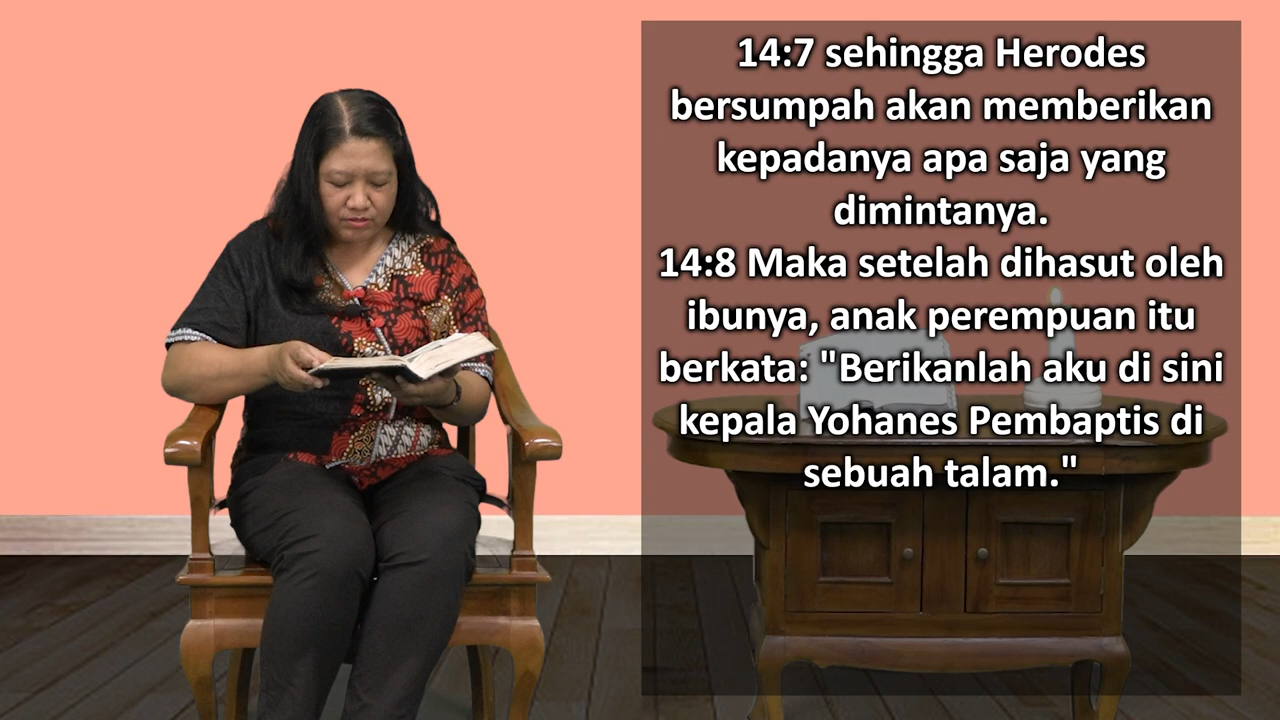 14:7 sehingga Herodes
bersumpah akan memberikan
kepadanya apa saja yang
dimintanya.
14:8 Maka setelah dihasut oleh
ibunya, anak perempuan itu
berkata: "Berikanlah aku di sini
kepala Yohanes Pembaptis di
sebuah talam."